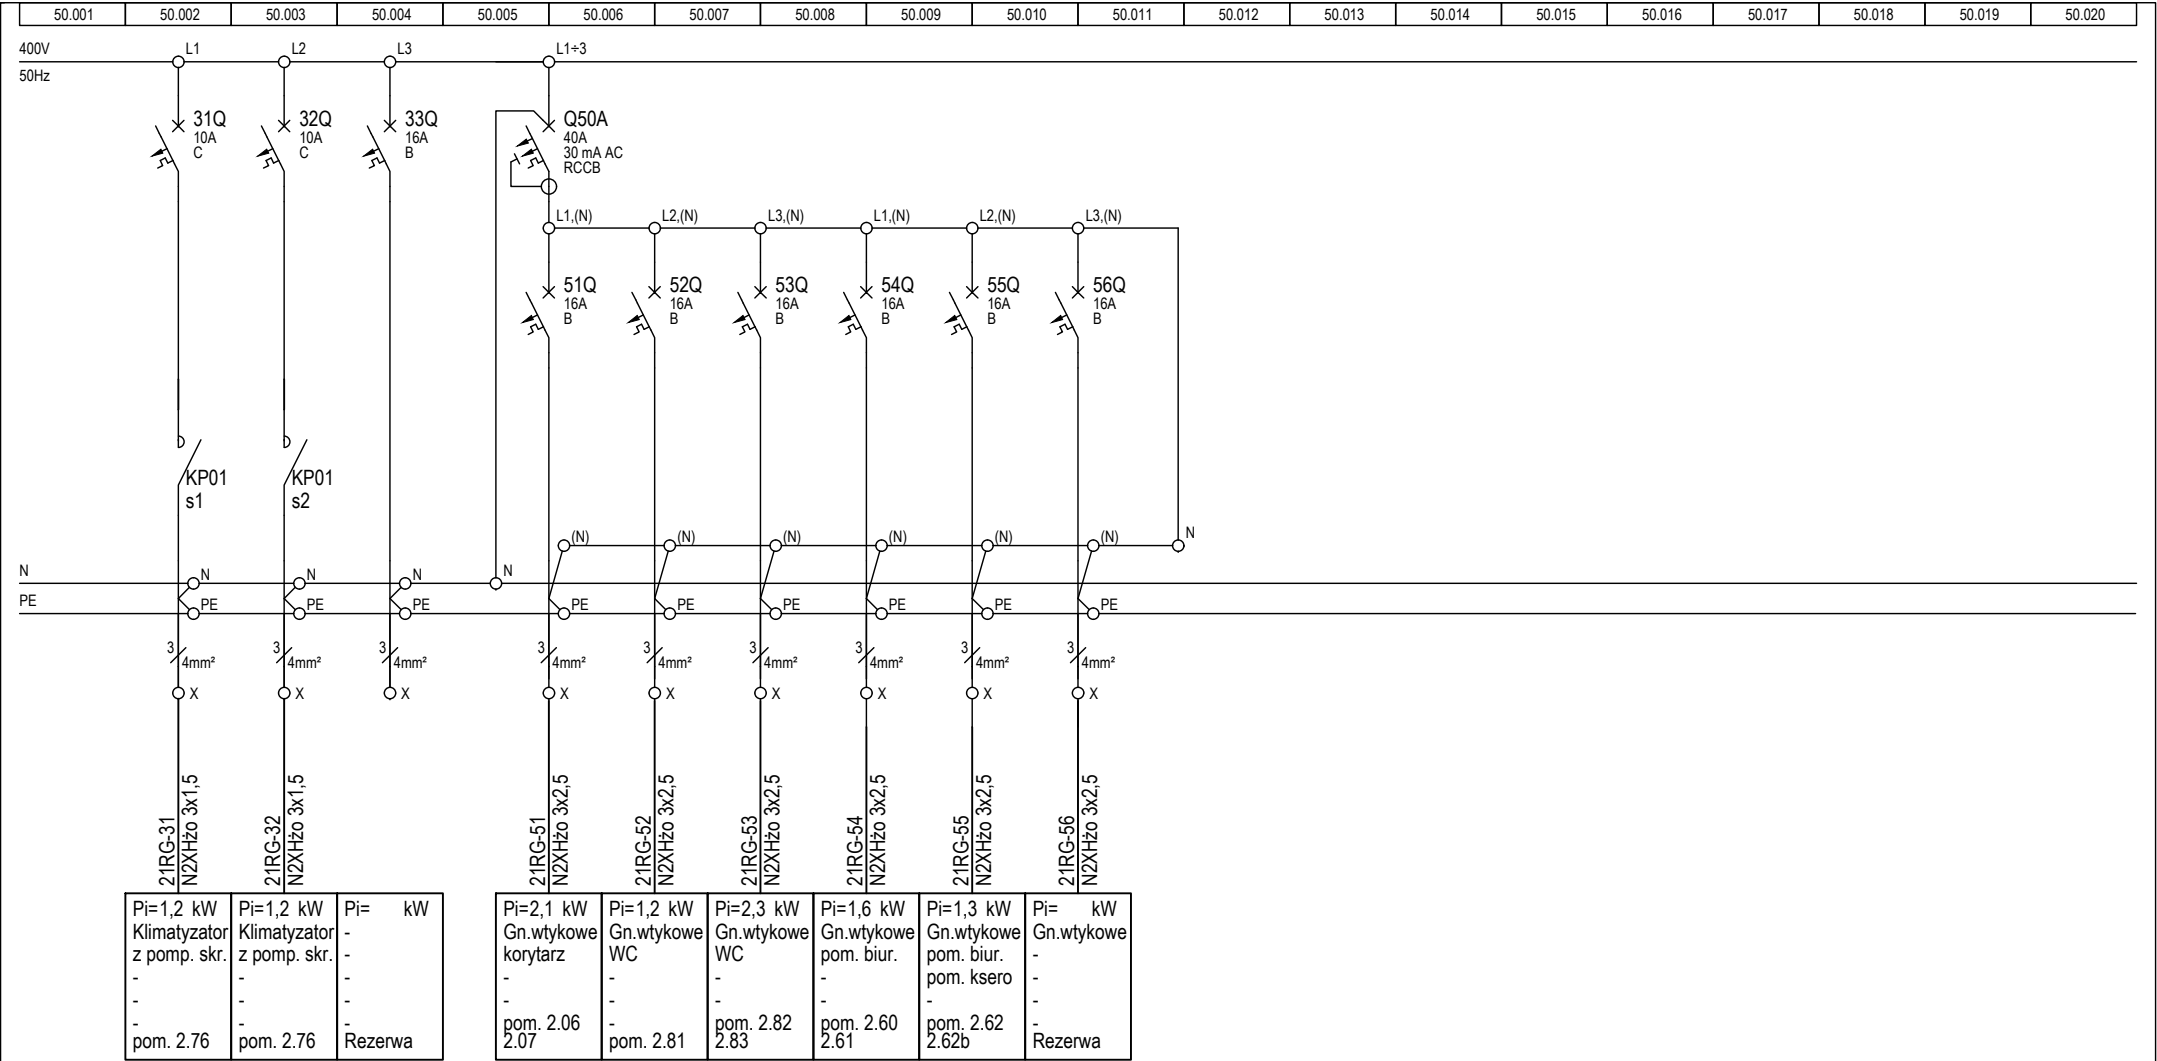 50.001 50.002 50.003 50.004 50.005 50.006 50.007 50.008 50.009 50.010 50.011 50.012 50.013 50.014 50.015 50.016 50.017 50.018 50.019 50.020
400V L1 L2 L3 L1÷3
50Hz
31Q 32Q 33Q Q50A
10A 10A 16A 40A
C C B 30 mA AC
RCCB
L1,(N) L2,(N) L3,(N) L1,(N) L2,(N) L3,(N)
51Q 52Q 53Q 54Q 55Q 56Q
16A 16A 16A 16A 16A 16A
B B B B B B
KP01 KP01
s1 s2
(N) (N) (N) (N) (N) (N) N
N N N N N
PE PE PE PE PE PE PE PE PE PE
3 3 3 3 3 3 3 3 3
4mm² 4mm² 4mm² 4mm² 4mm² 4mm² 4mm² 4mm² 4mm²
X X X X X X X X X
21RG-31
N2XHżo 3x1,5
21RG-32
N2XHżo 3x1,5
21RG-51
N2XHżo 3x2,5
21RG-52
N2XHżo 3x2,5
21RG-53
N2XHżo 3x2,5
21RG-54
N2XHżo 3x2,5
21RG-55
N2XHżo 3x2,5
21RG-56
N2XHżo 3x2,5
Pi=1,2 kW
Klimatyzator
z pomp. skr.
-
-
-
pom. 2.76
Pi=1,2 kW
Klimatyzator
z pomp. skr.
-
-
-
pom. 2.76
Pi= kW
-
-
-
-
-
Rezerwa
Pi=2,1 kW
Gn.wtykowe
korytarz
-
-
pom. 2.06
2.07
Pi=1,2 kW
Gn.wtykowe
WC
-
-
-
pom. 2.81
Pi=2,3 kW
Gn.wtykowe
WC
-
-
pom. 2.82
2.83
Pi=1,6 kW
Gn.wtykowe
pom. biur.
-
-
pom. 2.60
2.61
Pi=1,3 kW
Gn.wtykowe
pom. biur.
pom. ksero
-
pom. 2.62
2.62b
Pi= kW
Gn.wtykowe
-
-
-
-
Rezerwa